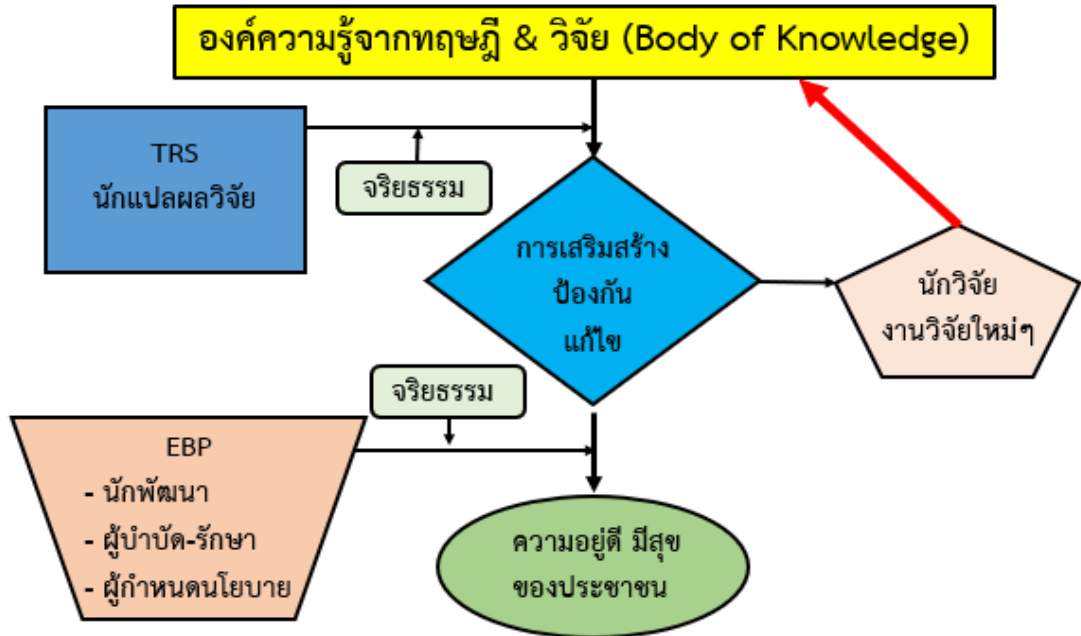 องค์ความรู้จากทฤษฎี & วิจัย (Body of Knowledge)
TRS
นักแปลผลวิจัย
จริยธรรม
การเสริมสร้าง
ป้องกัน
แก้ไข
นักวิจัย
งานวิจัยใหม่ๆ
จริยธรรม
EBP
- นักพัฒนา
- ผู้บำบัด-รักษา
- ผู้กำหนดนโยบาย
ความอยู่ดี มีสุข
ของประชาชน